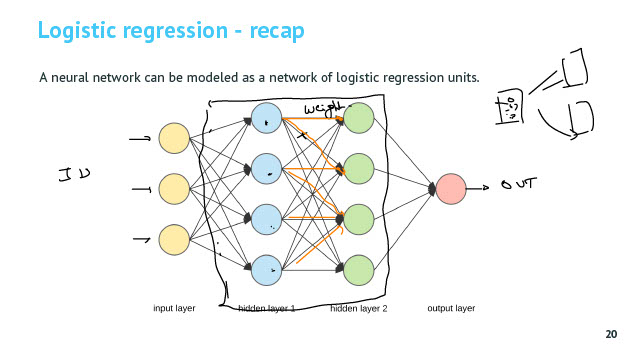 Logistic regression - recap
A neural network can be modeled as a network of logistic regression units.
weight
OUT
input layer
hidden layer 1
hidden layer 2
output layer
20